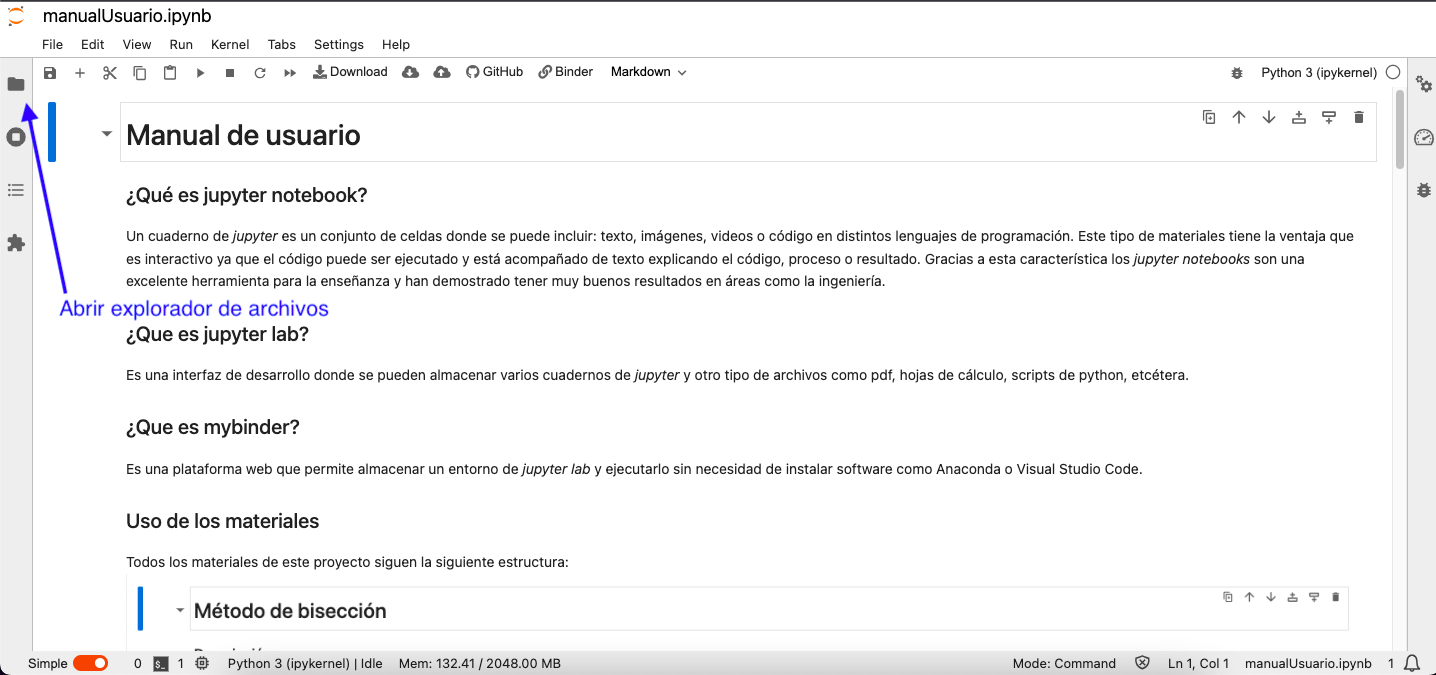 manualUsuario.ipynb
File Edit View Run Kernel Tabs Settings Help
Download GitHub Binder Markdown Python 3 (ipykernel)
Manual de usuario
¿Qué es jupyter notebook?
Un cuaderno de jupyter es un conjunto de celdas donde se puede incluir: texto, imágenes, videos o código en distintos lenguajes de programación. Este tipo de materiales tiene la ventaja que
es interactivo ya que el código puede ser ejecutado y está acompañado de texto explicando el código, proceso o resultado. Gracias a esta característica los jupyter notebooks son una
excelente herramienta para la enseñanza y han demostrado tener muy buenos resultados en áreas como la ingeniería.
Abrir explorador de archivos
¿Que es jupyter lab?
Es una interfaz de desarrollo donde se pueden almacenar varios cuadernos de jupyter y otro tipo de archivos como pdf, hojas de cálculo, scripts de python, etcétera.
¿Que es mybinder?
Es una plataforma web que permite almacenar un entorno de jupyter lab y ejecutarlo sin necesidad de instalar software como Anaconda o Visual Studio Code.
Uso de los materiales
Todos los materiales de este proyecto siguen la siguiente estructura:
Método de bisección
Simple 0 $_ 1 Python 3 (ipykernel) | Idle Mem: 132.41 / 2048.00 MB Mode: Command Ln 1, Col 1 manualUsuario.ipynb 1